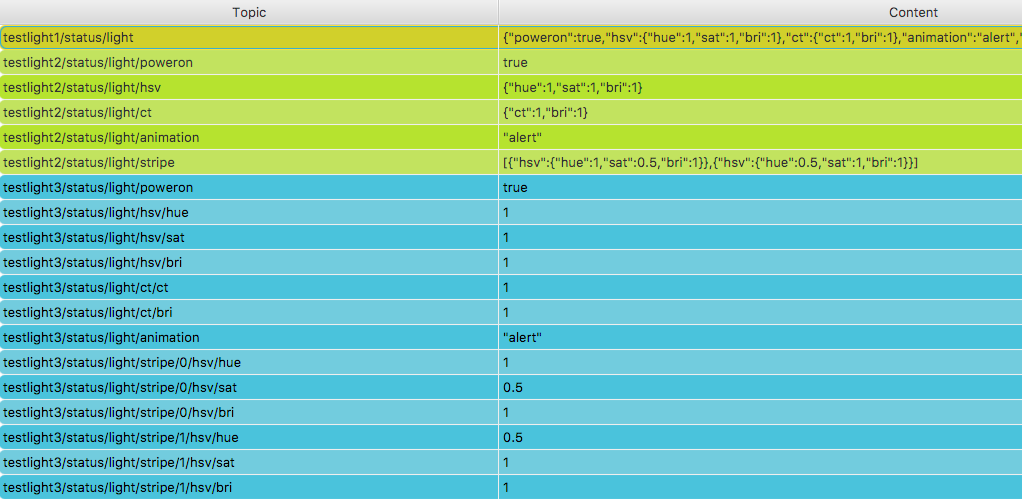 Topic Content
testlight1/status/light {"poweron":true,"hsv":{"hue":1,"sat":1,"bri":1},"ct":{"ct":1,"bri":1},"animation":"alert",
testlight2/status/light/poweron true
testlight2/status/light/hsv {"hue":1,"sat":1,"bri":1}
testlight2/status/light/ct {"ct":1,"bri":1}
testlight2/status/light/animation "alert"
testlight2/status/light/stripe [{"hsv":{"hue":1,"sat":0.5,"bri":1}},{"hsv":{"hue":0.5,"sat":1,"bri":1}}]
testlight3/status/light/poweron true
testlight3/status/light/hsv/hue 1
testlight3/status/light/hsv/sat 1
testlight3/status/light/hsv/bri 1
testlight3/status/light/ct/ct 1
testlight3/status/light/ct/bri 1
testlight3/status/light/animation "alert"
testlight3/status/light/stripe/0/hsv/hue 1
testlight3/status/light/stripe/0/hsv/sat 0.5
testlight3/status/light/stripe/0/hsv/bri 1
testlight3/status/light/stripe/1/hsv/hue 0.5
testlight3/status/light/stripe/1/hsv/sat 1
testlight3/status/light/stripe/1/hsv/bri 1